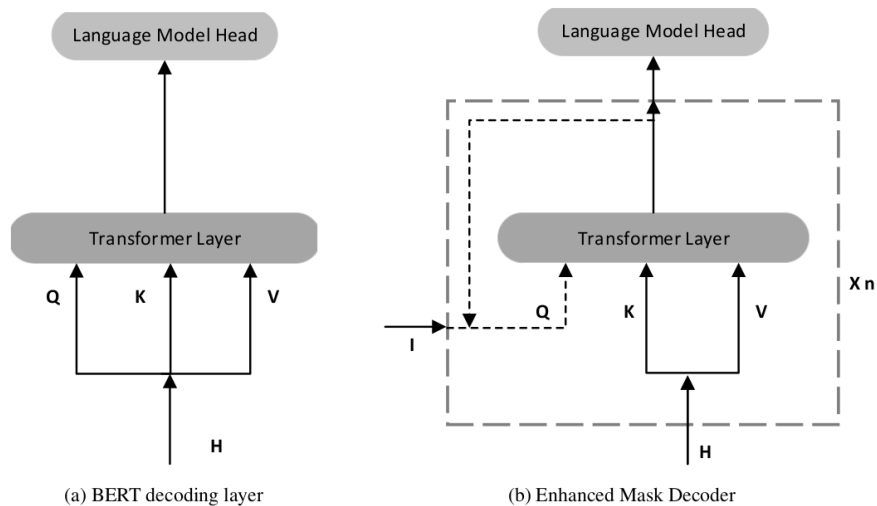 Language Model Head
Transformer Layer
Q
K
V
H
(a) BERT decoding layer
Language Model Head
Transformer Layer
X n
Q
K
V
I
H
(b) Enhanced Mask Decoder